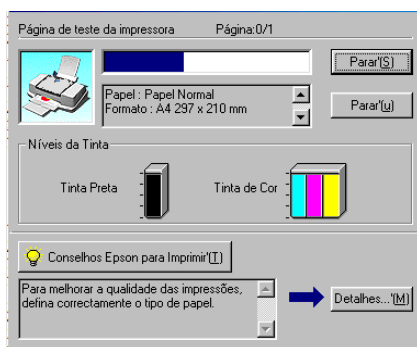 Página de teste da impressora Página:0/1
Parar'(S)
Papel : Papel Normal
Formato : A4 297 x 210 mm
Parar'(u)
Níveis da Tinta
Tinta Preta Tinta de Cor
Conselhos Epson para Imprimir'(T)
Para melhorar a qualidade das impressões,
defina correctamente o tipo de papel.
Detalhes...'(M)